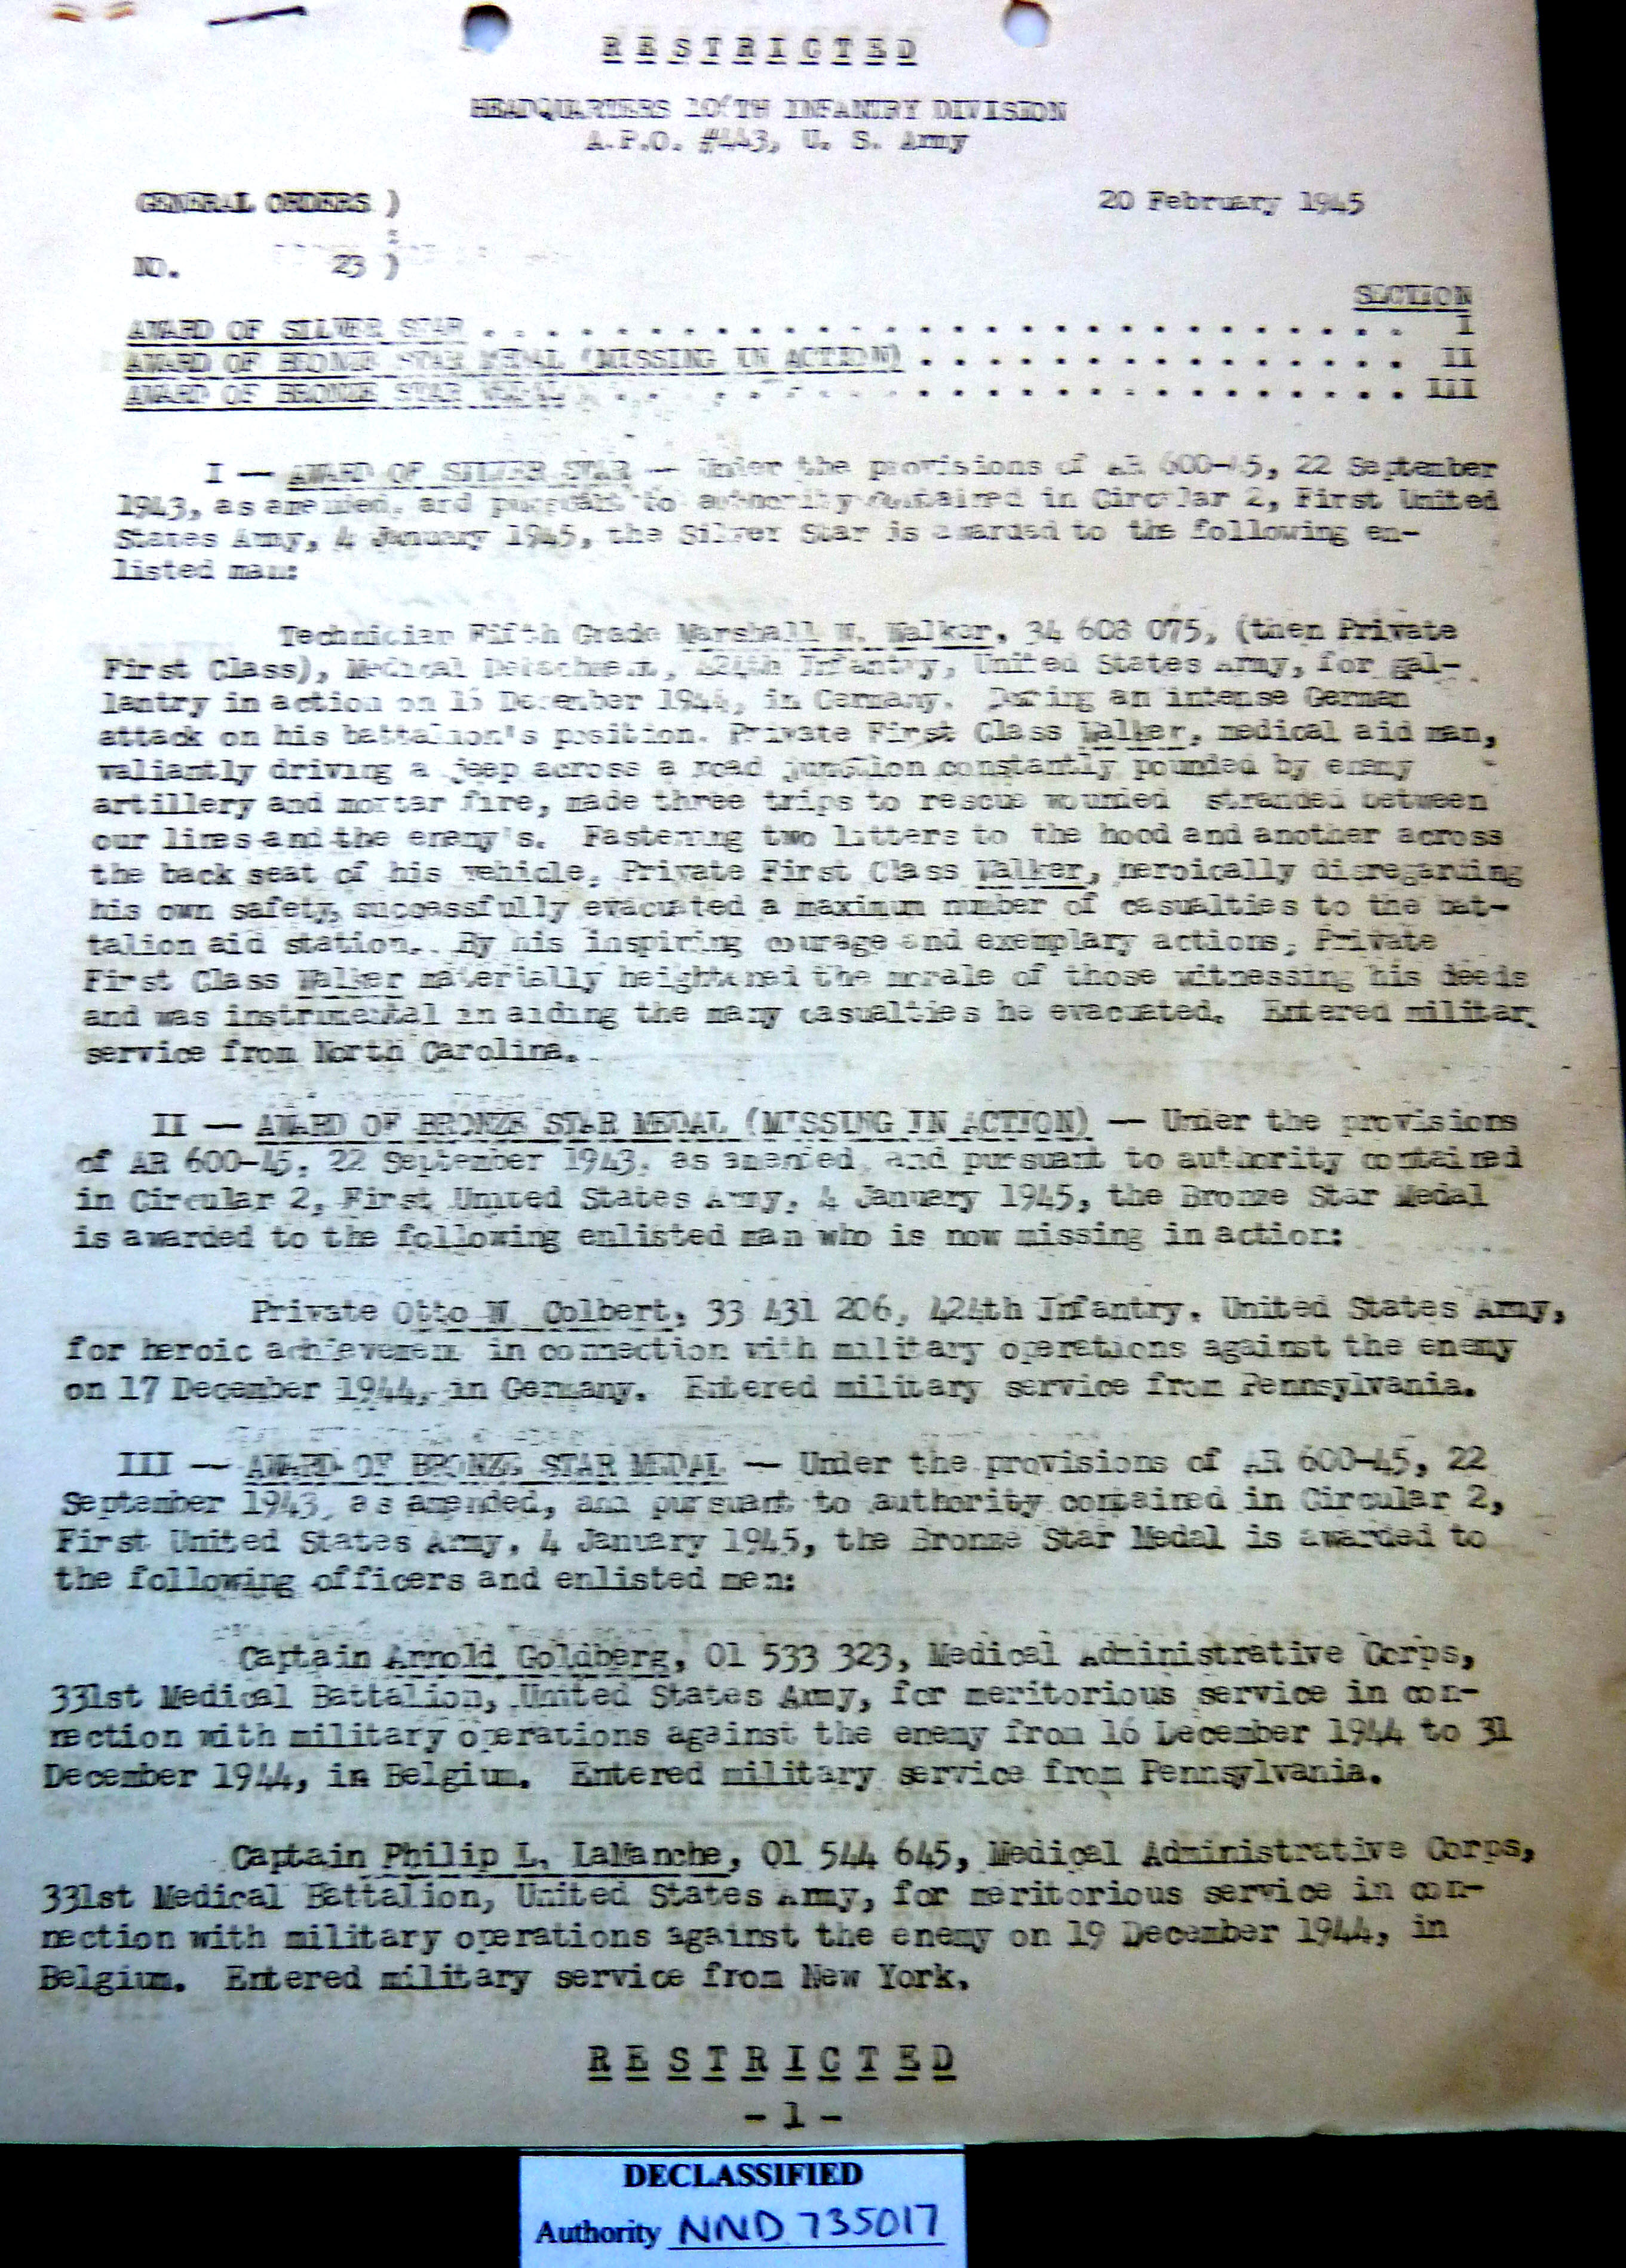 R E S T R I C T E D
HEADQUARTERS 106TH INFANTRY DIVISION
A.P.O. #443, U. S. Army
GENERAL ORDERS ) 20 February 1945
:
NO. 23 )
SECTION
AWARD OF SILVER STAR . . . . . . . . . . . . . . . . . . . . . . . . . . . . I
AWARD OF BRONZE STAR MEDAL (MISSING IN ACTION) . . . . . . . . . . . . . . . II
AWARD OF BRONZE STAR MEDAL . . . . . . . . . . . . . . . . . . . . . . . . . III
I — AWARD OF SILVER STAR — Under the provisions of AR 600-45, 22 September
1943, as amended, and pursuant to authority contained in Circular 2, First United
States Army, 4 January 1945, the Silver Star is awarded to the following en-
listed man:
Technician Fifth Grade Marshall W. Walker, 34 608 075, (then Private
First Class), Medical Detachment, 424th Infantry, United States Army, for gal-
lantry in action on December 1944, in Germany. During an intense German
attack on his battalion's position. Private First Class Walker, medical aid man,
valiantly driving a jeep across a road junction constantly pounded by enemy
artillery and mortar fire, made three trips to rescue wounded stranded between
our lines and the enemy's. Fastening two litters to the hood and another across
the back seat of his vehicle, Private First Class Walker, heroically disregarding
his own safety, successfully evacuated a maximum number of casualties to the bat-
talion aid station. By his inspiring courage and exemplary actions, Private
First Class Walker materially heightened the morale of those witnessing his deeds
and was instrumental in aiding the many casualties he evacuated. Entered military
service from North Carolina.
II — AWARD OF BRONZE STAR MEDAL (MISSING IN ACTION) — Under the provisions
of AR 600-45, 22 September 1943, as amended, and pursuant to authority contained
in Circular 2, First United States Army, 4 January 1945, the Bronze Star Medal
is awarded to the following enlisted man who is now missing in action:
Private Otto W. Colbert, 33 431 206, 424th Infantry, United States Army,
for heroic achievement in connection with military operations against the enemy
on 17 December 1944, in Germany. Entered military service from Pennsylvania.
III — AWARD OF BRONZE STAR MEDAL — Under the provisions of AR 600-45, 22
September 1943, as amended, and pursuant to authority contained in Circular 2,
First United States Army, 4 January 1945, the Bronze Star Medal is awarded to
the following officers and enlisted men:
Captain Arnold Goldberg, O1 533 323, Medical Administrative Corps,
331st Medical Battalion, United States Army, for meritorious service in con-
nection with military operations against the enemy from 16 December 1944 to 31
December 1944, in Belgium. Entered military service from Pennsylvania.
Captain Philip L. LaManche, O1 544 645, Medical Administrative Corps,
331st Medical Battalion, United States Army, for meritorious service in con-
nection with military operations against the enemy on 19 December 1944, in
Belgium. Entered military service from New York.
R E S T R I C T E D
- 1 -
DECLASSIFIED
Authority NND 735017